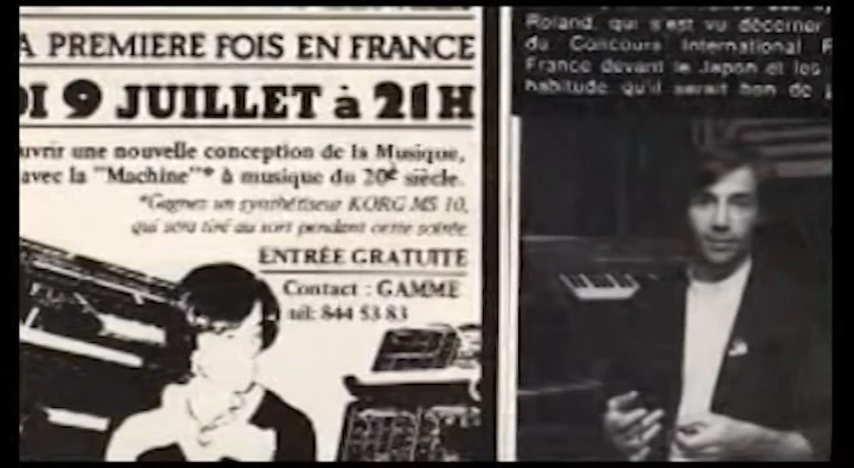 A PREMIERE FOIS EN FRANCE
DI 9 JUILLET à 21H
uvrir une nouvelle conception de la Musique,
avec la "Machine"* à musique du 20è siècle.
*Gagnez un synthétiseur KORG MS 10,
qui sera tiré au sort pendant cette soirée
ENTRÉE GRATUITE
Contact : GAMME
tél: 844 53 83
Roland, qui s'est vu décerner
du Concours International
France devant le Japon et les
habitude qu'il serait bon de